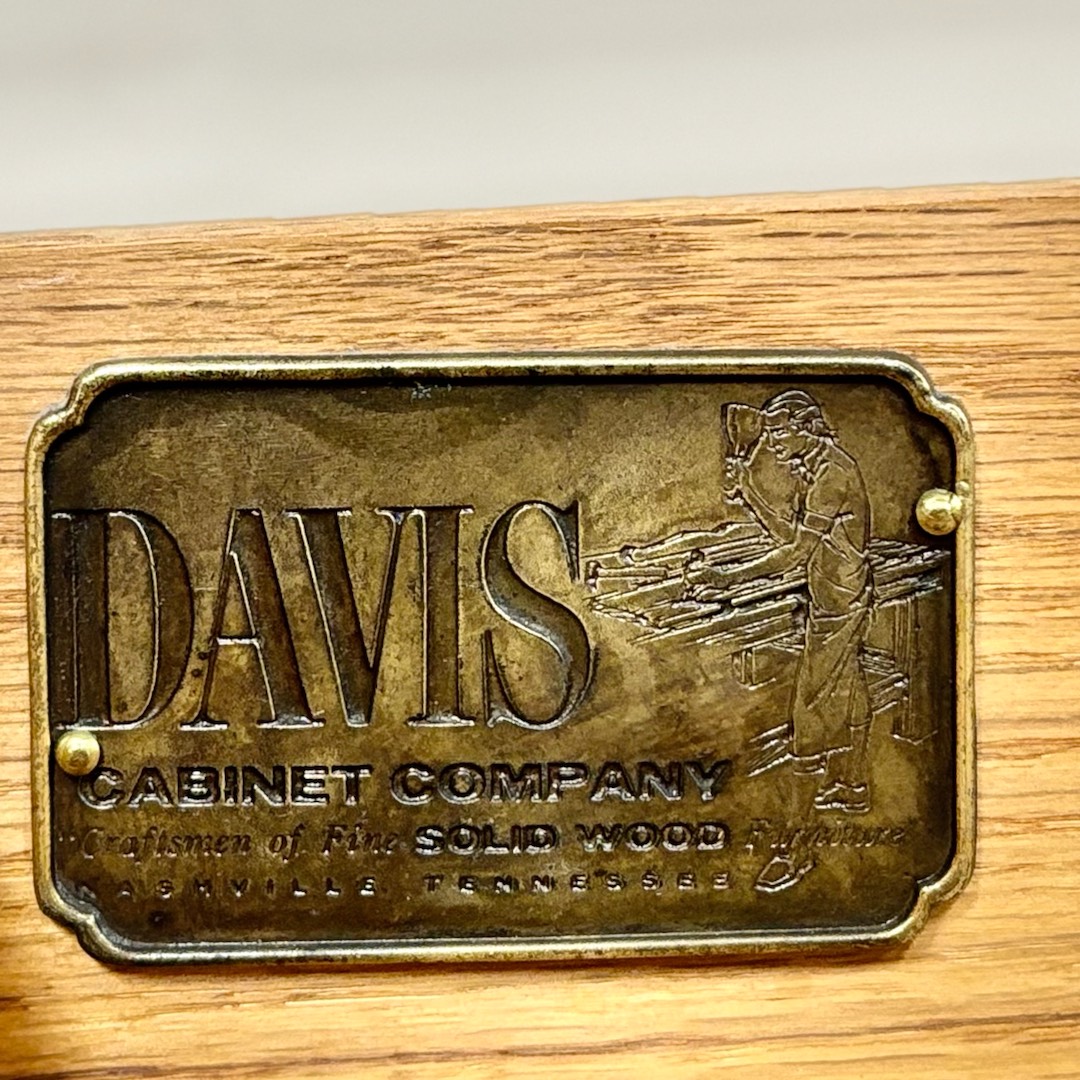 DAVIS
CABINET COMPANY
"Craftsmen of Fine SOLID WOOD Furniture"
NASHVILLE, TENNESSEE